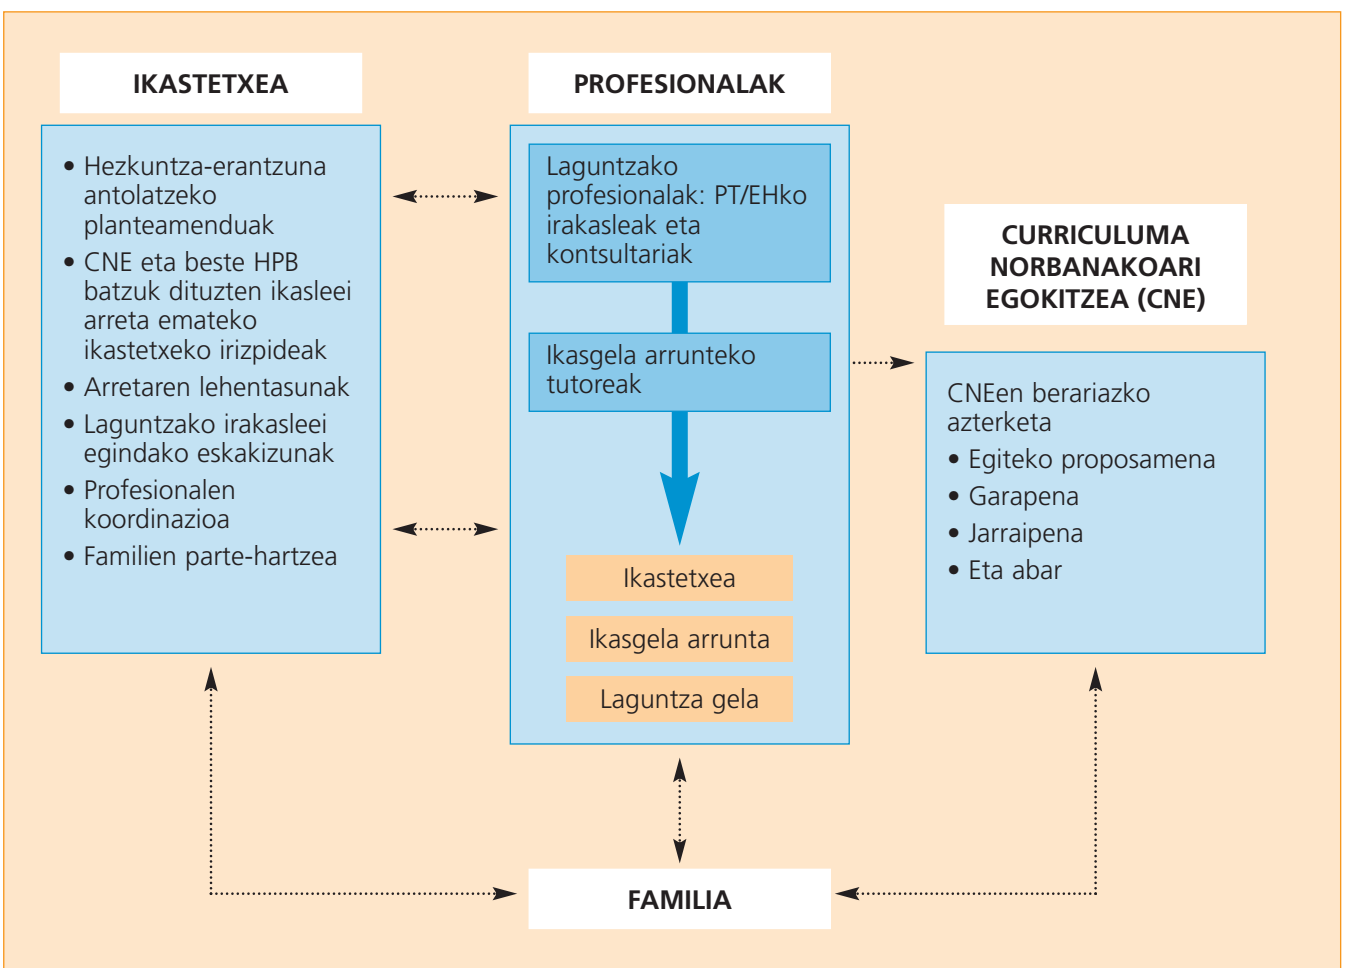 IKASTETXEA
• Hezkuntza-erantzuna
antolatzeko
planteamenduak
• CNE eta beste HPB
batzuk dituzten ikasleei
arreta emateko
ikastetxeko irizpideak
• Arretaren lehentasunak
• Laguntzako irakasleei
egindako eskakizunak
• Profesionalen
koordinazioa
• Familien parte-hartzea
PROFESIONALAK
Laguntzako
profesionalak: PT/EHko
irakasleak eta
kontsultariak
Ikasgela arrunteko
tutoreak
Ikastetxea
Ikasgela arrunta
Laguntza gela
CURRICULUMA
NORBANAKOARI
EGOKITZEA (CNE)
CNEen berariazko
azterketa
• Egiteko proposamena
• Garapena
• Jarraipena
• Eta abar
FAMILIA